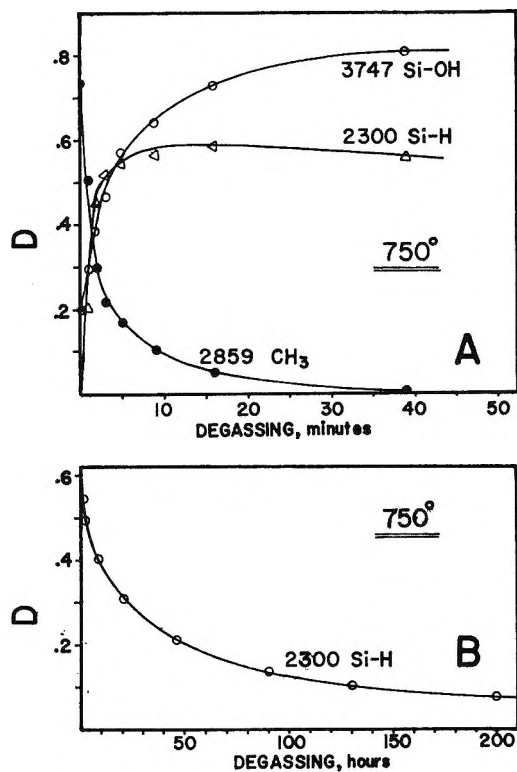 .8
3747 Si-OH
.6
2300 Si-H
D
.4
750°
.2
2859 CH₃
A
10 20 30 40 50
DEGASSING, minutes
.6
750°
.4
D
.2
2300 Si-H
B
50 100 150 200
DEGASSING, hours